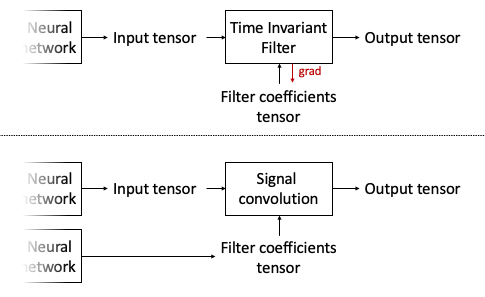 Neural
network
Input tensor
Time Invariant
Filter
Output tensor
grad
Filter coefficients
tensor
Neural
network
Input tensor
Signal
convolution
Output tensor
Neural
network
Filter coefficients
tensor